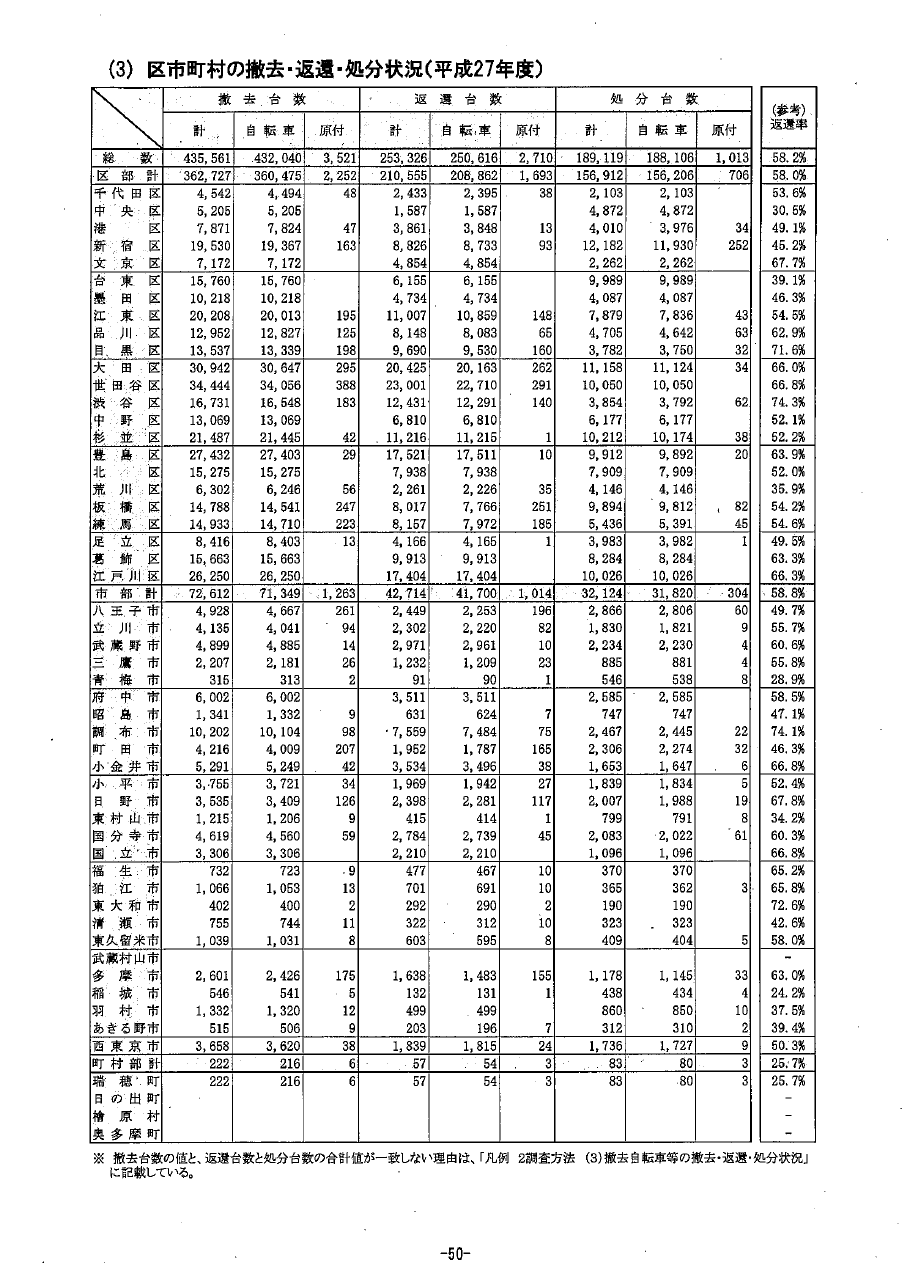 (3) 区市町村の撤去・返還・処分状況(平成27年度)
撤去台数 返還台数 処分台数 (参考)返還率
計 自転車 原付 計 自転車 原付 計 自転車 原付
総数 435,561 432,040 3,521 253,326 250,616 2,710 189,119 188,106 1,013 58.2%
区部計 362,727 360,475 2,252 210,555 208,862 1,693 156,912 156,206 706 58.0%
千代田区 4,542 4,494 48 2,433 2,395 38 2,103 2,103 53.6%
中央区 5,205 5,205 1,587 1,587 4,872 4,872 30.5%
港区 7,871 7,824 47 3,861 3,848 13 4,010 3,976 34 49.1%
新宿区 19,530 19,367 163 8,826 8,733 93 12,182 11,930 252 45.2%
文京区 7,172 7,172 4,854 4,854 2,262 2,262 67.7%
台東区 15,760 15,760 6,155 6,155 9,989 9,989 39.1%
墨田区 10,218 10,218 4,734 4,734 4,087 4,087 46.3%
江東区 20,208 20,013 195 11,007 10,859 148 7,879 7,836 43 54.5%
品川区 12,952 12,827 125 8,148 8,083 65 4,705 4,642 63 62.9%
目黒区 13,537 13,339 198 9,690 9,530 160 3,782 3,750 32 71.6%
大田区 30,942 30,647 295 20,425 20,163 262 11,158 11,124 34 66.0%
世田谷区 34,444 34,056 388 23,001 22,710 291 10,050 10,050 66.8%
渋谷区 16,731 16,548 183 12,431 12,291 140 3,854 3,792 62 74.3%
中野区 13,069 13,069 6,810 6,810 6,177 6,177 52.1%
杉並区 21,487 21,445 42 11,216 11,215 1 10,212 10,174 38 52.2%
豊島区 27,432 27,403 29 17,521 17,511 10 9,912 9,892 20 63.9%
北区 15,275 15,275 7,938 7,938 7,909 7,909 52.0%
荒川区 6,302 6,246 56 2,261 2,226 35 4,146 4,146 35.9%
板橋区 14,788 14,541 247 8,017 7,766 251 9,894 9,812 82 54.2%
練馬区 14,933 14,710 223 8,157 7,972 185 5,436 5,391 45 54.6%
足立区 8,416 8,403 13 4,166 4,165 1 3,983 3,982 1 49.5%
葛飾区 15,663 15,663 9,913 9,913 8,284 8,284 63.3%
江戸川区 26,250 26,250 17,404 17,404 10,026 10,026 66.3%
市部計 72,612 71,349 1,263 42,714 41,700 1,014 32,124 31,820 304 58.8%
八王子市 4,928 4,667 261 2,449 2,253 196 2,866 2,806 60 49.7%
立川市 4,135 4,041 94 2,302 2,220 82 1,830 1,821 9 55.7%
武蔵野市 4,899 4,885 14 2,971 2,961 10 2,234 2,230 4 60.6%
三鷹市 2,207 2,181 26 1,232 1,209 23 885 881 4 55.8%
青梅市 315 313 2 91 90 1 546 538 8 28.9%
府中市 6,002 6,002 3,511 3,511 2,585 2,585 58.5%
昭島市 1,341 1,332 9 631 624 7 747 747 47.1%
調布市 10,202 10,104 98 7,559 7,484 75 2,467 2,445 22 74.1%
町田市 4,216 4,009 207 1,952 1,787 165 2,306 2,274 32 46.3%
小金井市 5,291 5,249 42 3,534 3,496 38 1,653 1,647 6 66.8%
小平市 3,755 3,721 34 1,969 1,942 27 1,839 1,834 5 52.4%
日野市 3,535 3,409 126 2,398 2,281 117 2,007 1,988 19 67.8%
東村山市 1,215 1,206 9 415 414 1 799 791 8 34.2%
国分寺市 4,619 4,560 59 2,784 2,739 45 2,083 2,022 61 60.3%
国立市 3,306 3,306 2,210 2,210 1,096 1,096 66.8%
福生市 732 723 9 477 467 10 370 370 65.2%
狛江市 1,066 1,053 13 701 691 10 365 362 3 65.8%
東大和市 402 400 2 292 290 2 190 190 72.6%
清瀬市 755 744 11 322 312 10 323 323 42.6%
東久留米市 1,039 1,031 8 603 595 8 409 404 5 58.0%
武蔵村山市 -
多摩市 2,601 2,426 175 1,638 1,483 155 1,178 1,145 33 63.0%
稲城市 546 541 5 132 131 1 438 434 4 24.2%
羽村市 1,332 1,320 12 499 499 860 850 10 37.5%
あきる野市 515 506 9 203 196 7 312 310 2 39.4%
西東京市 3,658 3,620 38 1,839 1,815 24 1,736 1,727 9 50.3%
町村部計 222 216 6 57 54 3 83 80 3 25.7%
瑞穂町 222 216 6 57 54 3 83 80 3 25.7%
日の出町 -
檜原村 -
奥多摩町 -
※ 撤去台数の値と、返還台数と処分台数の合計値が一致しない理由は、「凡例 2調査方法 (3)撤去自転車等の撤去・返還・処分状況」
に記載している。
-50-